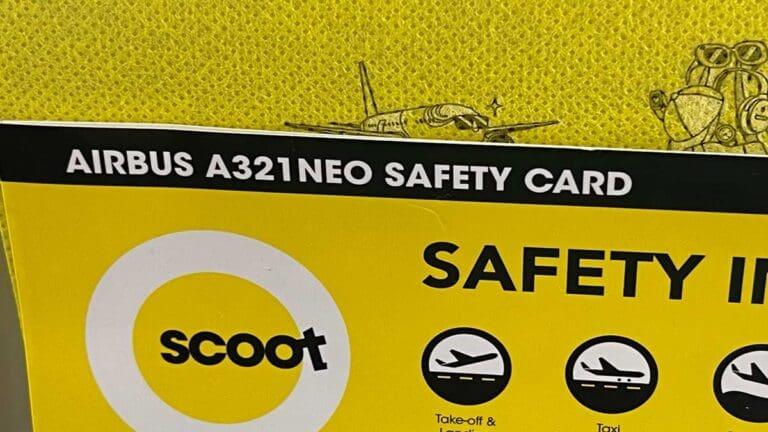 AIRBUS A321NEO SAFETY CARD
SAFETY
scoot
Take-off &
Taxi